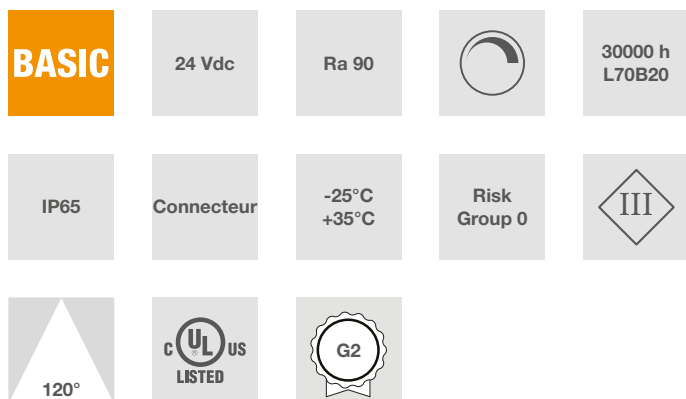 BASIC
24 Vdc
Ra 90
30000 h
L70B20
IP65
Connecteur
-25°C
+35°C
Risk
Group 0
III
120°
C UL ® US
LISTED
G2